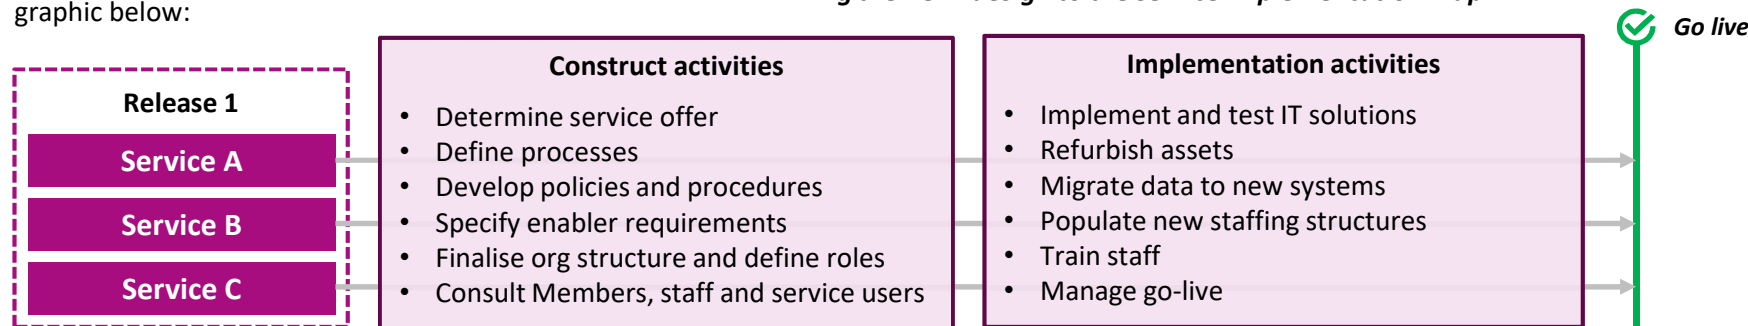 graphic below:
Go live
Release 1
Service A
Service B
Service C
Construct activities
• Determine service offer
• Define processes
• Develop policies and procedures
• Specify enabler requirements
• Finalise org structure and define roles
• Consult Members, staff and service users
Implementation activities
• Implement and test IT solutions
• Refurbish assets
• Migrate data to new systems
• Populate new staffing structures
• Train staff
• Manage go-live